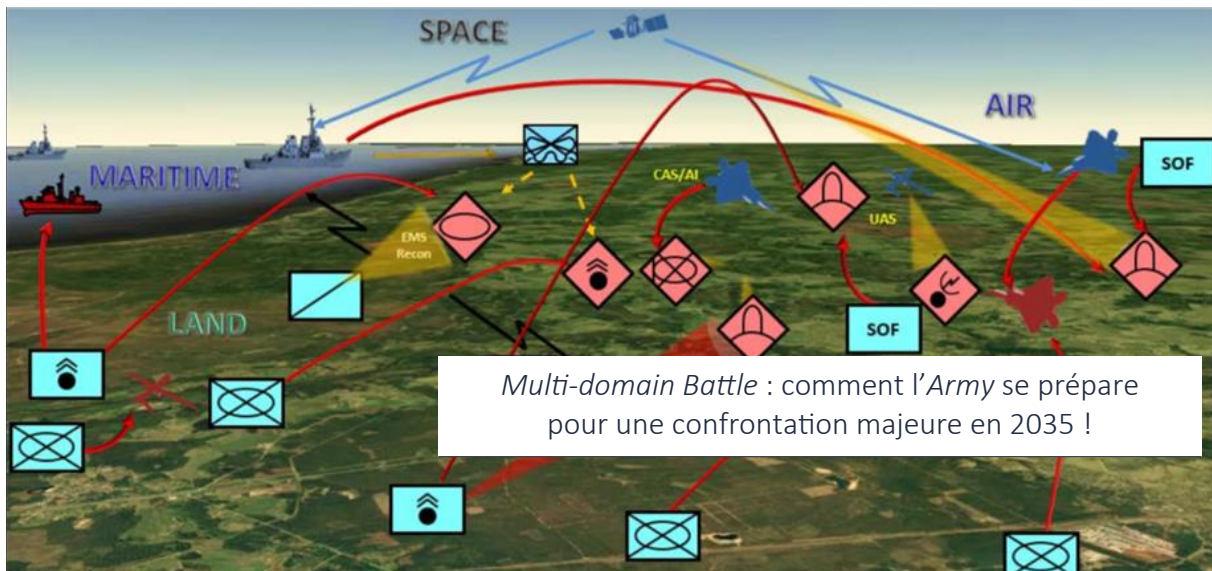 SPACE
AIR
SOF
MARITIME
CAS/AI
UAS
EMS
Recon
LAND
SOF
Multi-domain Battle : comment l’Army se prépare
pour une confrontation majeure en 2035 !